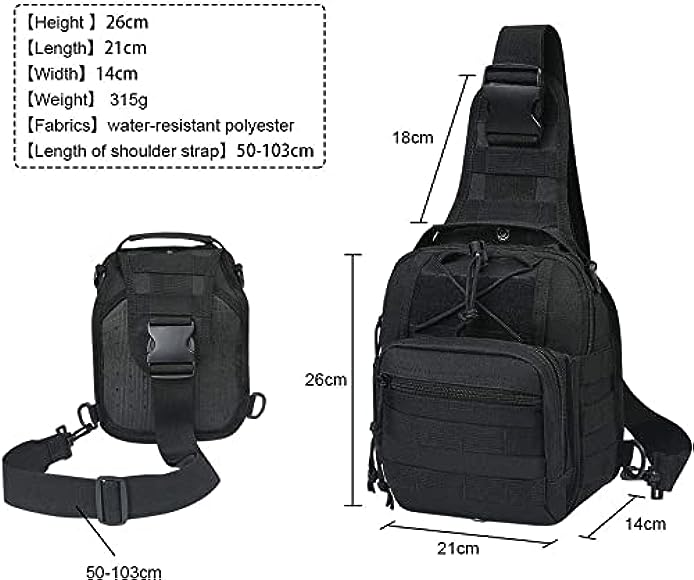 【Height】26cm
【Length】21cm
【Width】14cm
【Weight】 315g
【Fabrics】water-resistant polyester
【Length of shoulder strap】50-103cm
18cm
26cm
14cm
21cm
50-103cm